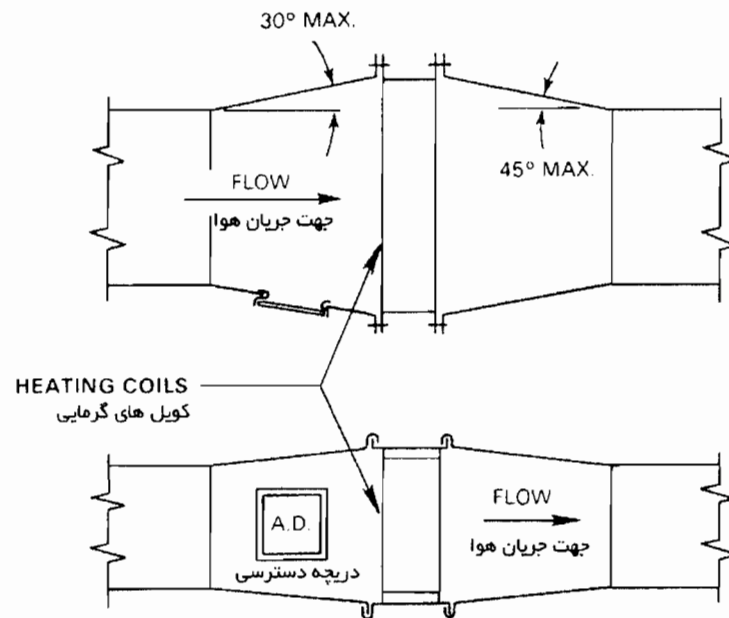 30° MAX.
45° MAX.
FLOW
جهت جریان هوا
HEATING COILS
کویل های گرمایی
A.D.
دریچه دسترسی
FLOW
جهت جریان هوا